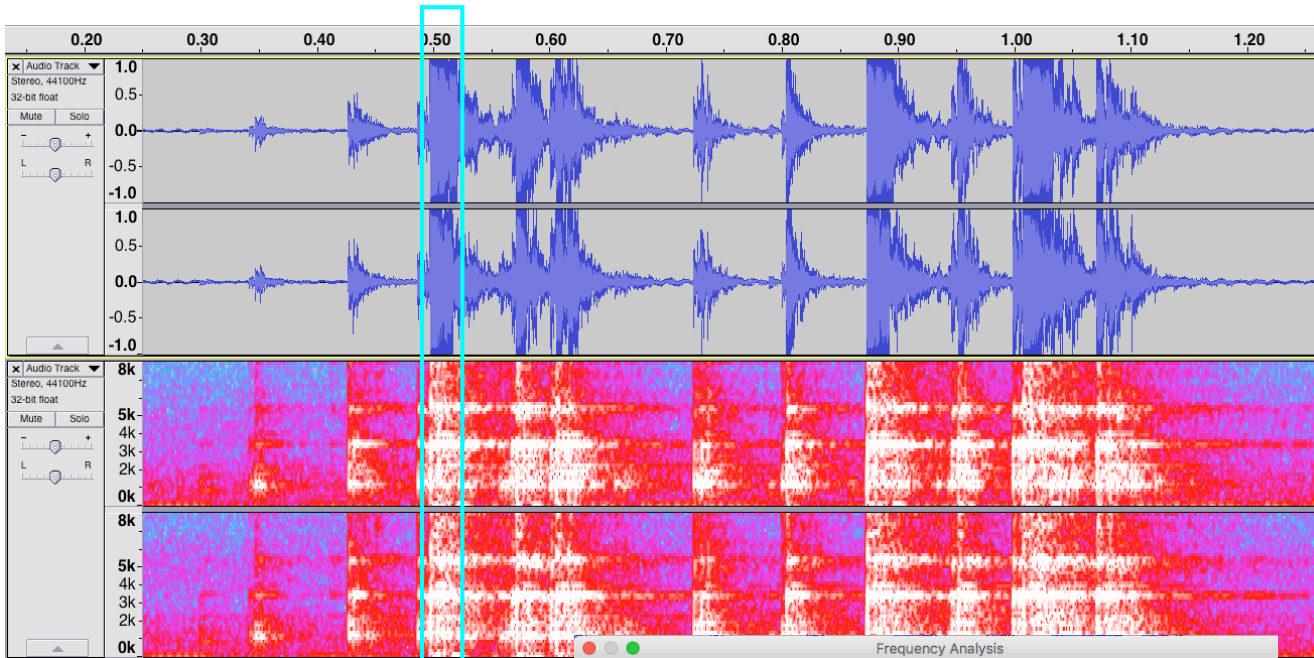 0.20 0.30 0.40 0.50 0.60 0.70 0.80 0.90 1.00 1.10 1.20
× Audio Track ▼
Stereo, 44100Hz
32-bit float
Mute Solo
- +
L R
1.0
0.5-
0.0-
-0.5-
-1.0
1.0
0.5-
0.0-
-0.5-
-1.0
× Audio Track ▼
Stereo, 44100Hz
32-bit float
Mute Solo
- +
L R
8k
5k-
4k-
3k-
2k-
0k
8k
5k-
4k-
3k-
2k-
0k
Frequency Analysis